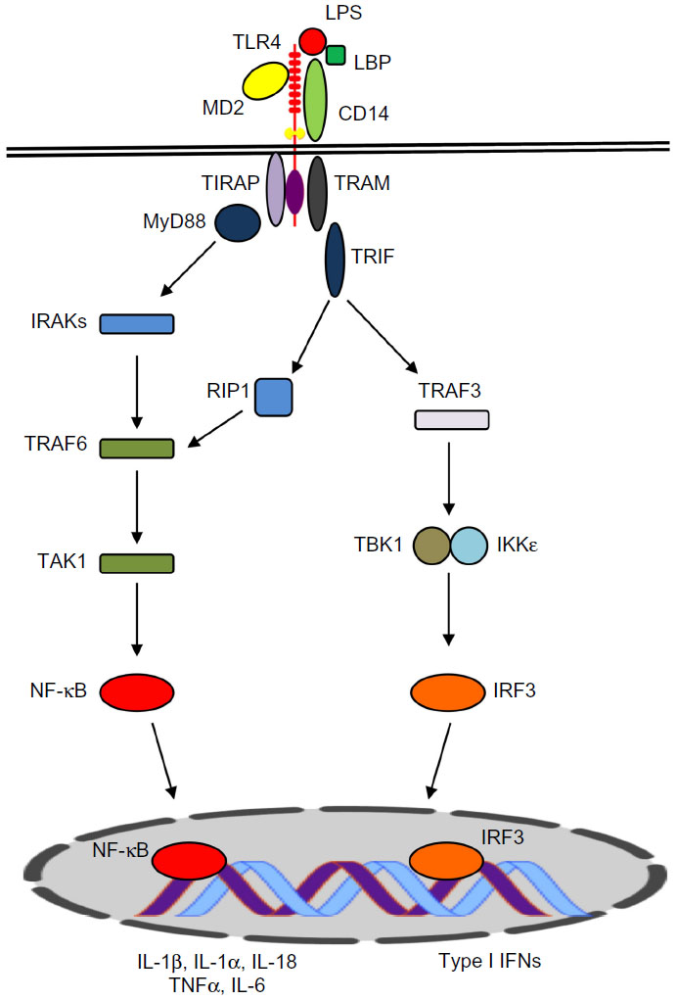 LPS
TLR4
LBP
MD2
CD14
TIRAP
TRAM
MyD88
TRIF
IRAKs
RIP1
TRAF3
TRAF6
TBK1
IKKε
TAK1
NF-κB
IRF3
IRF3
NF-κB
IL-1β, IL-1α, IL-18
TNFα, IL-6
Type I IFNs